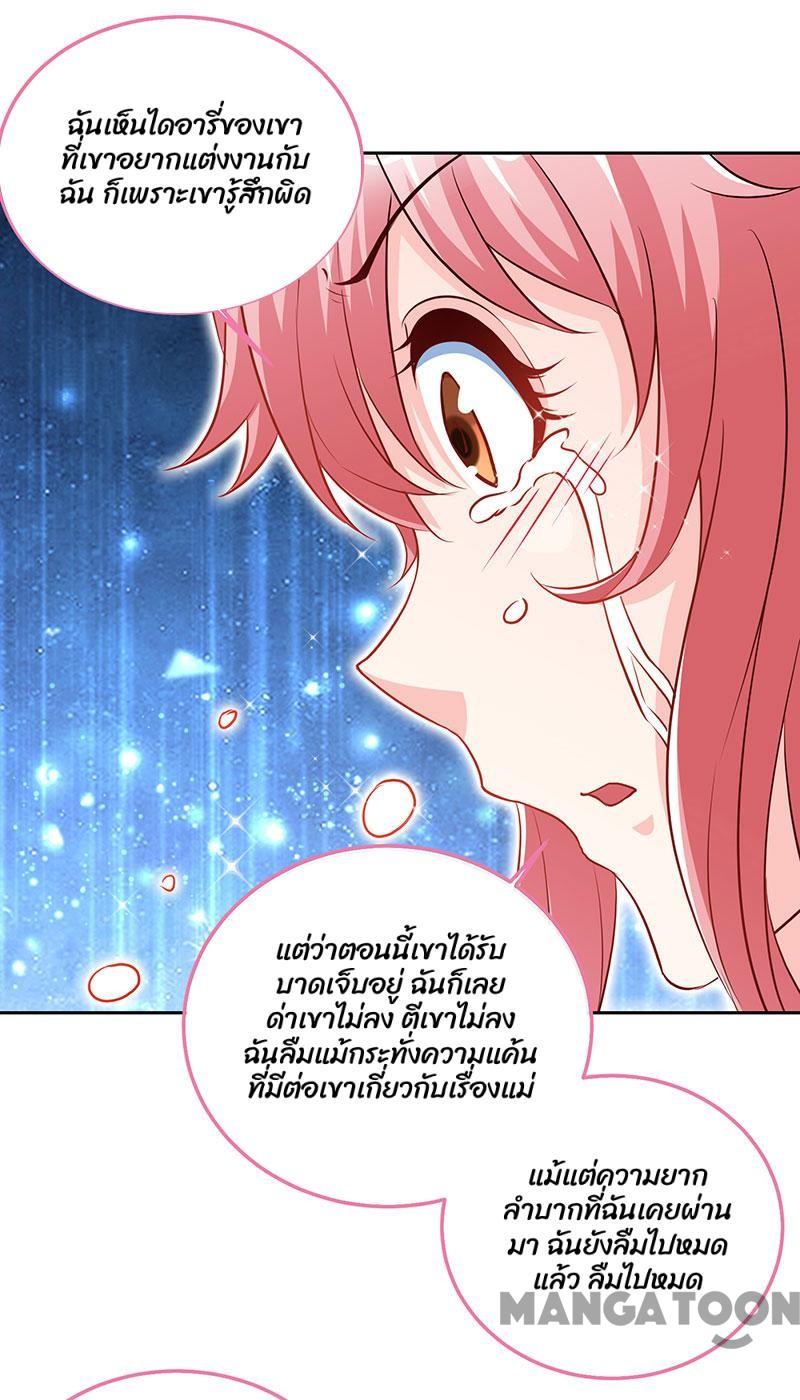 ฉันเห็นไดอารี่ของเขา
ที่เขาอยากแต่งงานกับ
ฉัน ก็เพราะเขารู้สึกผิด
แต่ว่าตอนนี้เขาได้รับ
บาดเจ็บอยู่ ฉันก็เลย
ด่าเขาไม่ลง ตีเขาไม่ลง
ฉันลืมแม้กระทั่งความแค้น
ที่มีต่อเขาเกี่ยวกับเรื่องแม่
แม้แต่ความยาก
ลำบากที่ฉันเคยผ่าน
มา ฉันยังลืมไปหมด
แล้ว ลืมไปหมด
MANGATOON